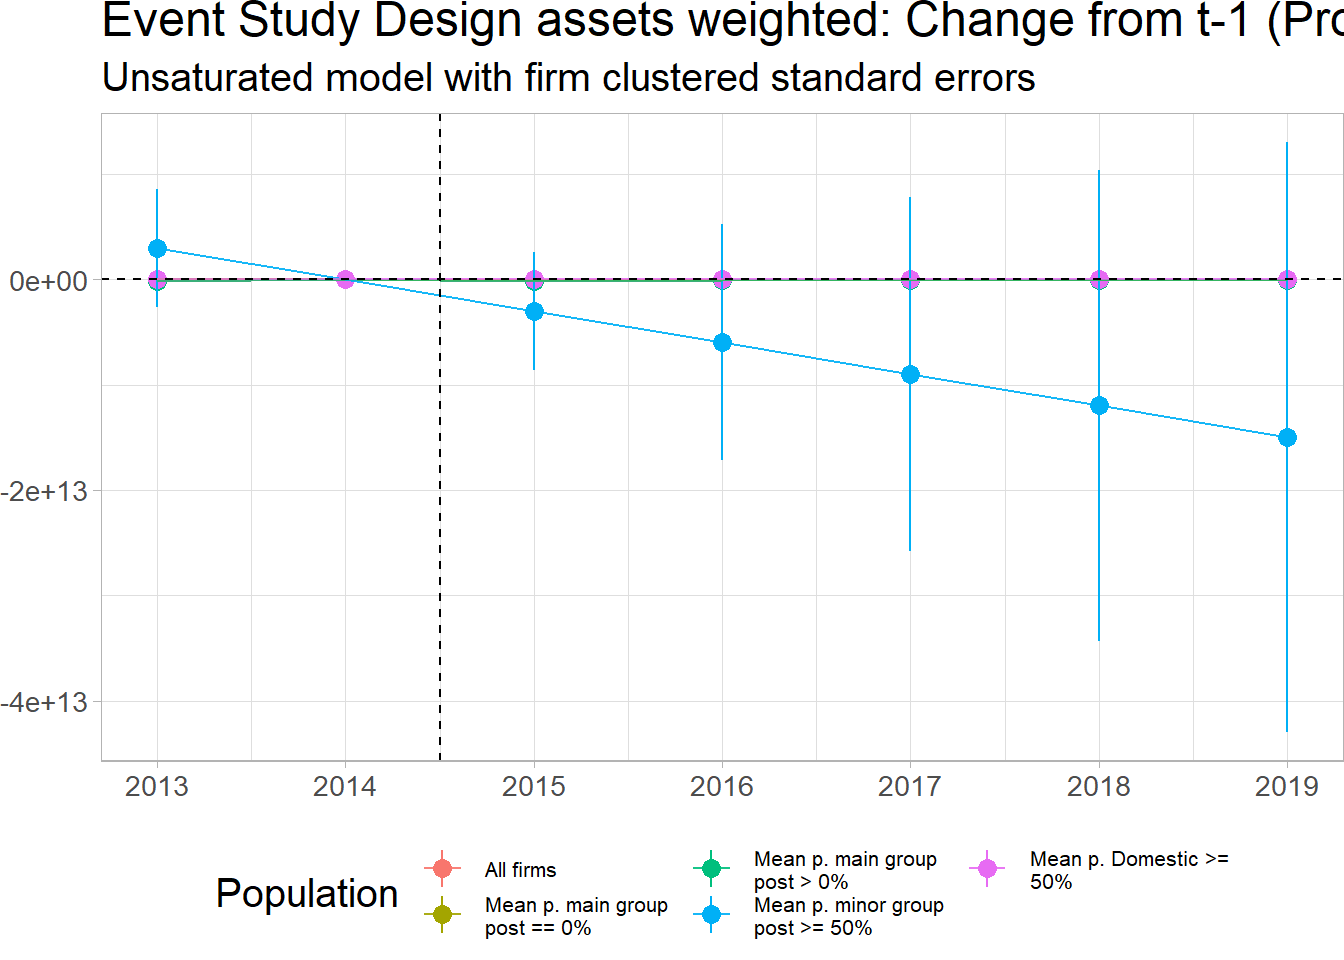 Event Study Design assets weighted: Change from t-1 (Pro
Unsaturated model with firm clustered standard errors
0e+00
-2e+13
-4e+13
2013 2014 2015 2016 2017 2018 2019
Population
All firms
Mean p. main group
post == 0%
Mean p. main group
post > 0%
Mean p. minor group
post >= 50%
Mean p. Domestic >=
50%